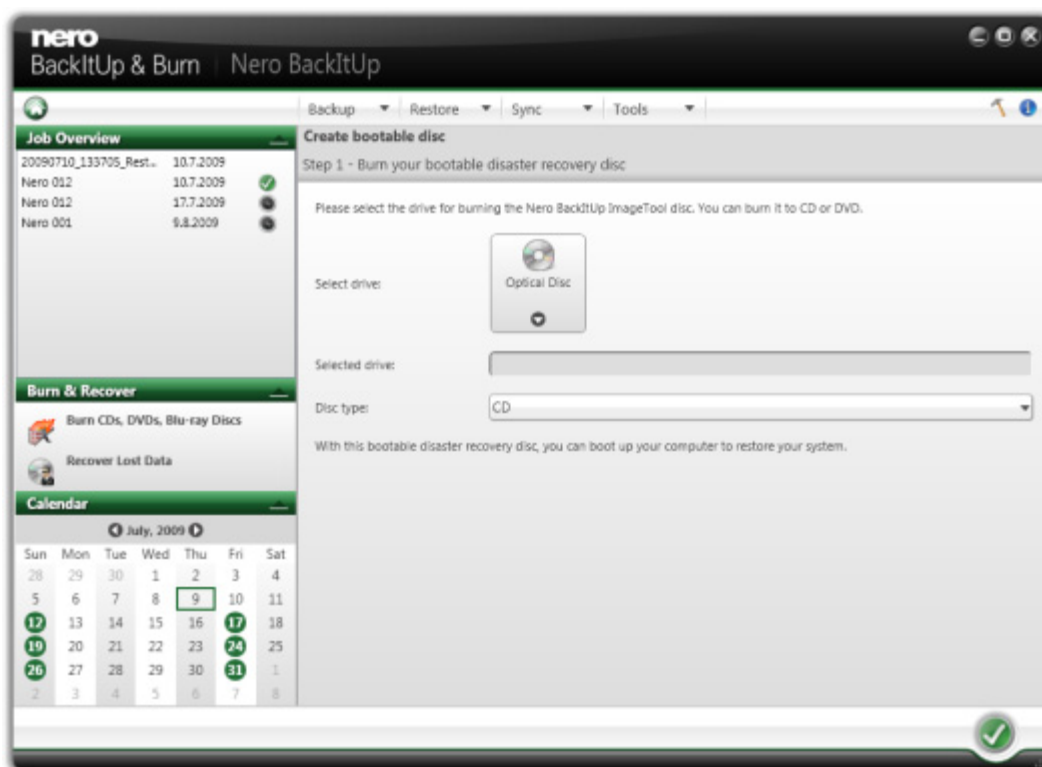 nero
BackItUp & Burn | Nero BackItUp
Backup Restore Sync Tools
Job Overview
20090710_133705_Rest... 10.7.2009
Nero 012 10.7.2009
Nero 012 17.7.2009
Nero 001 9.8.2009
Create bootable disc
Step 1 - Burn your bootable disaster recovery disc
Please select the drive for burning the Nero BackItUp ImageTool disc. You can burn it to CD or DVD.
Select drive:
Optical Disc
Selected drive:
Disc type:
CD
With this bootable disaster recovery disc, you can boot up your computer to restore your system.
Burn & Recover
Burn CDs, DVDs, Blu-ray Discs
Recover Lost Data
Calendar
July, 2009
Sun Mon Tue Wed Thu Fri Sat
28 29 30 1 2 3 4
5 6 7 8 9 10 11
12 13 14 15 16 17 18
19 20 21 22 23 24 25
26 27 28 29 30 31 1
2 3 4 5 6 7 8